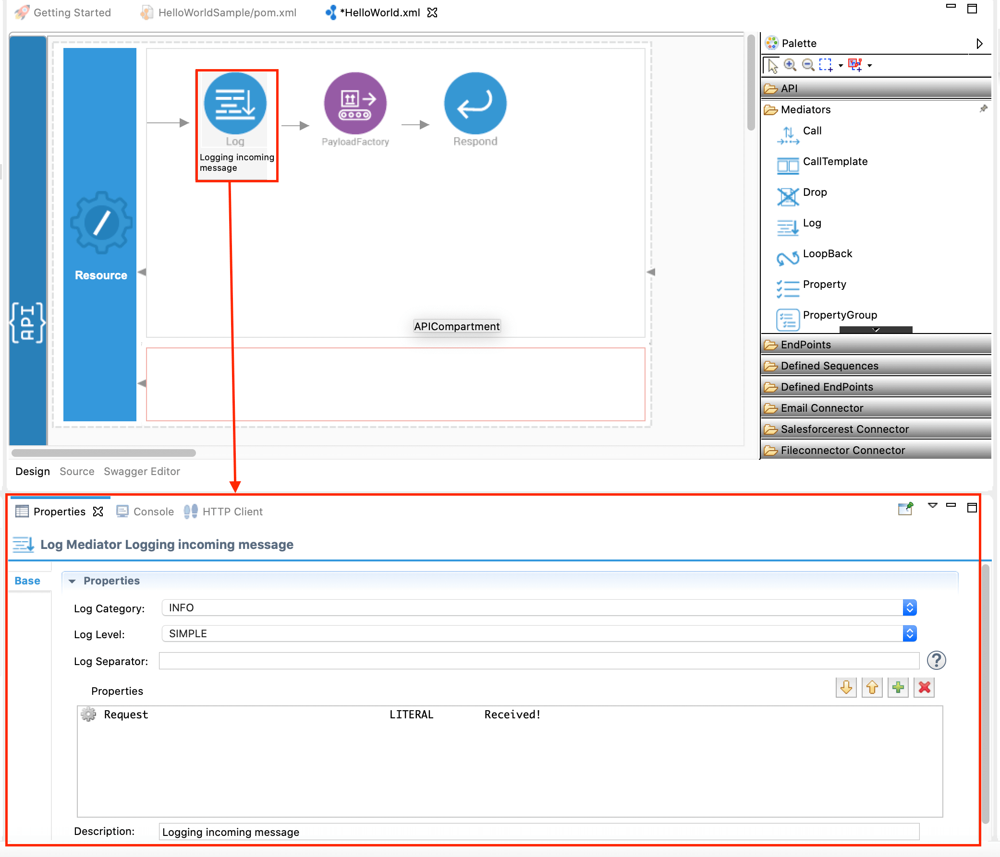 Getting Started
HelloWorldSample/pom.xml
*HelloWorld.xml
Palette
API
Mediators
Call
CallTemplate
Drop
Log
LoopBack
Property
PropertyGroup
EndPoints
Defined Sequences
Defined EndPoints
Email Connector
Salesforcerest Connector
Fileconnector Connector
{API}
Resource
Log
Logging incoming
message
PayloadFactory
Respond
APICompartment
Design
Source
Swagger Editor
Properties
Console
HTTP Client
Log Mediator Logging incoming message
Base
Properties
Log Category: INFO
Log Level: SIMPLE
Log Separator:
?
Properties
Request LITERAL Received!
Description: Logging incoming message